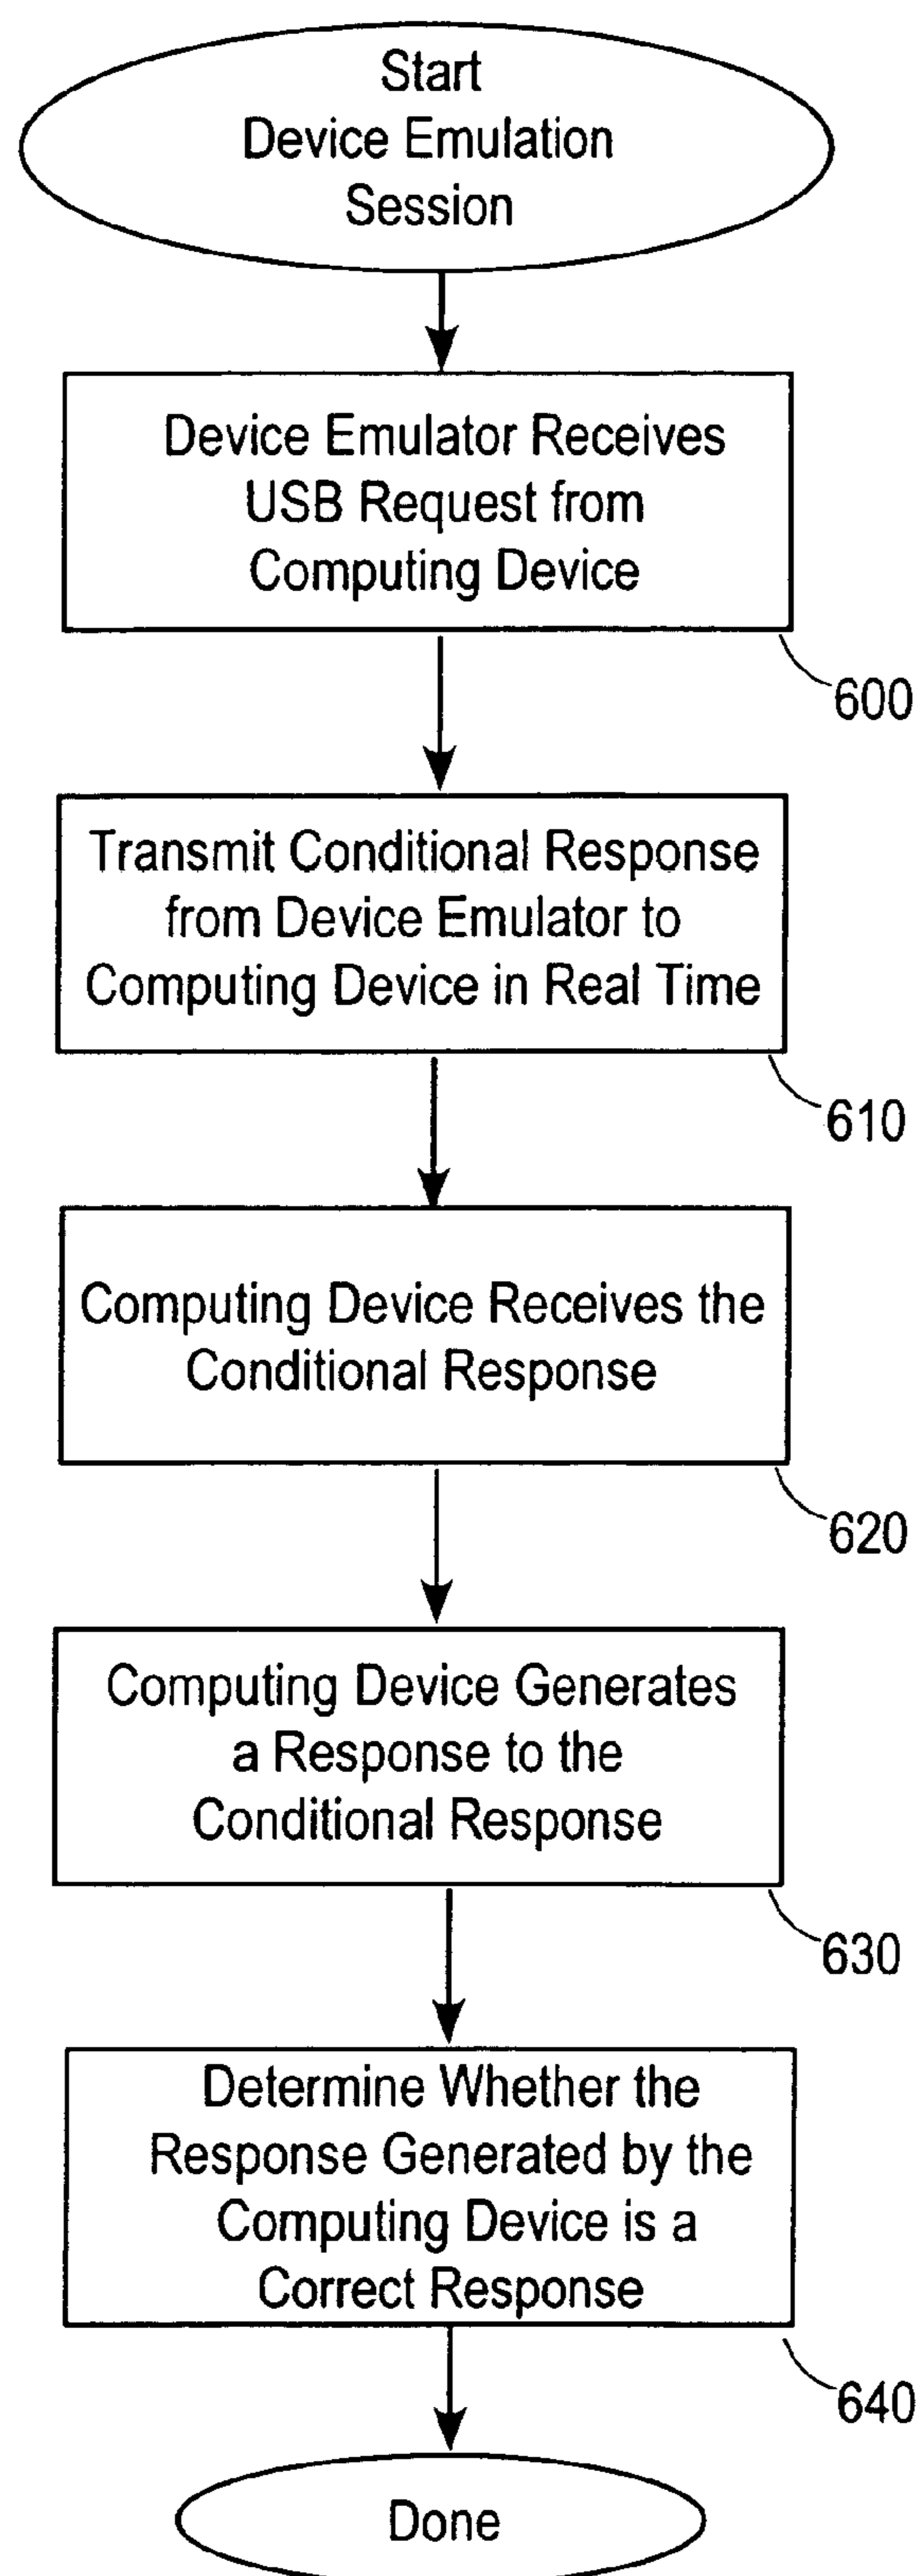 Start
Device Emulation
Session
Device Emulator Receives
USB Request from
Computing Device
600
Transmit Conditional Response
from Device Emulator to
Computing Device in Real Time
610
Computing Device Receives the
Conditional Response
620
Computing Device Generates
a Response to the
Conditional Response
630
Determine Whether the
Response Generated by the
Computing Device is a
Correct Response
640
Done